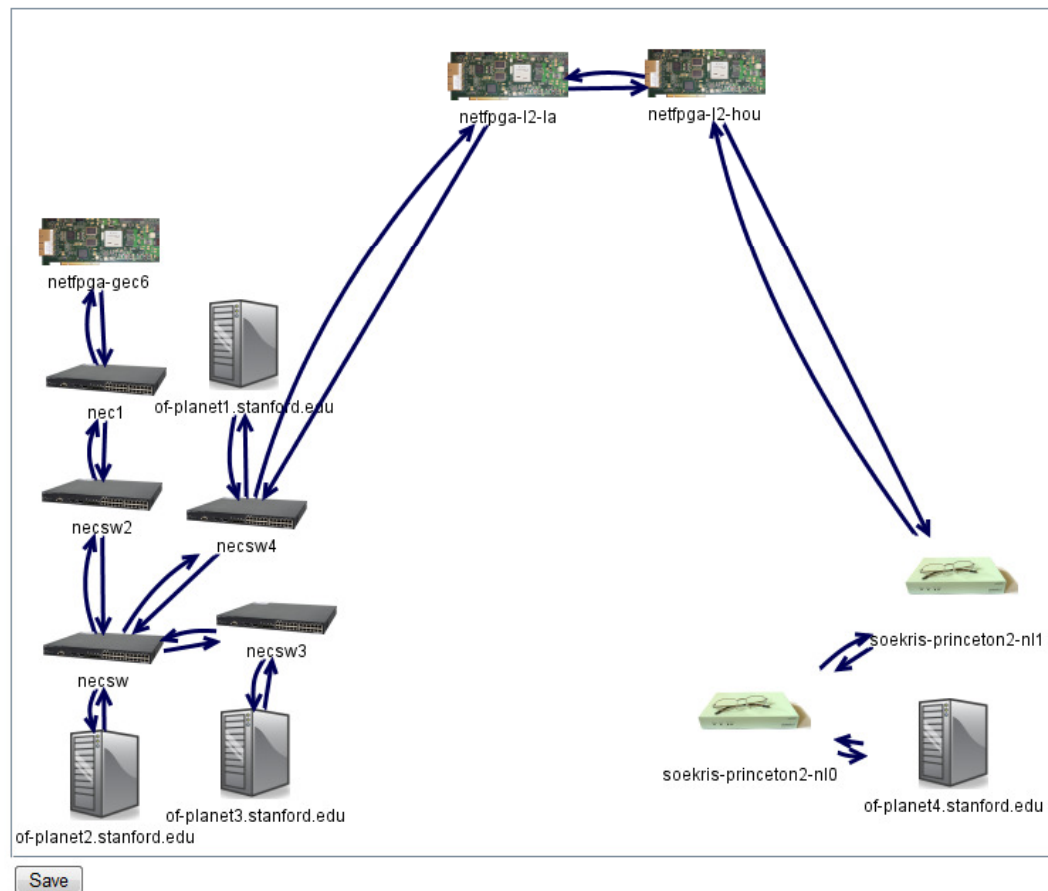 netfpga-l2-la
netfpga-l2-hou
netfpga-gec6
nec1
of-planet1.stanford.edu
necsw2
necsw4
necsw
necsw3
soekris-princeton2-nl1
soekris-princeton2-nl0
of-planet2.stanford.edu
of-planet3.stanford.edu
of-planet4.stanford.edu
Save